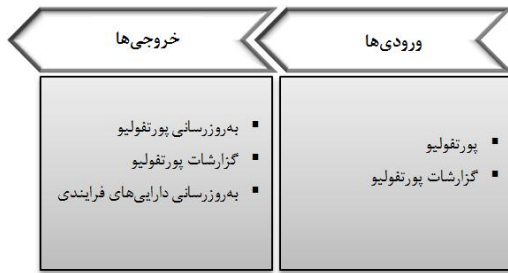 ورودی‌ها
پورتفولیو
گزارشات پورتفولیو
خروجی‌ها
به‌روزرسانی پورتفولیو
گزارشات پورتفولیو
به‌روزرسانی دارایی‌های فرایندی